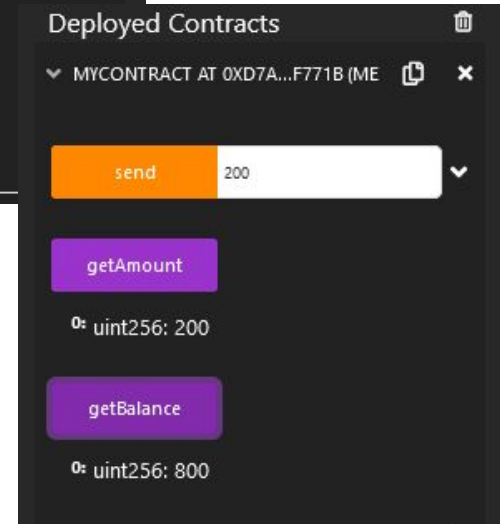 Deployed Contracts
MYCONTRACT AT 0XD7A...F771B (ME
send 200
getAmount
0: uint256: 200
getBalance
0: uint256: 800